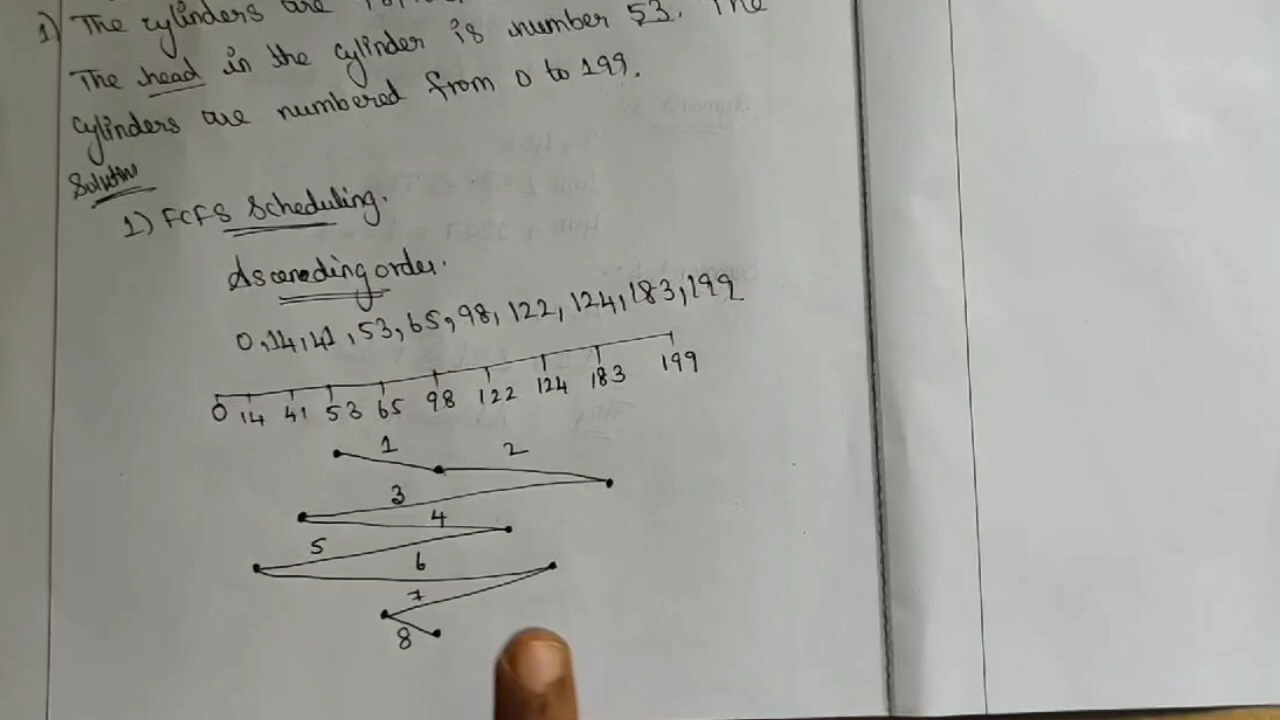 1) The cylinders are
The head in the cylinder is number 53. The
cylinders are numbered from 0 to 199.
Solution
1) FCFS Scheduling.
Ascending order.
0,14,41,53,65,98,122,124,183,199
0 14 41 53 65 98 122 124 183 199
1 2
3
4
5
6
7
8